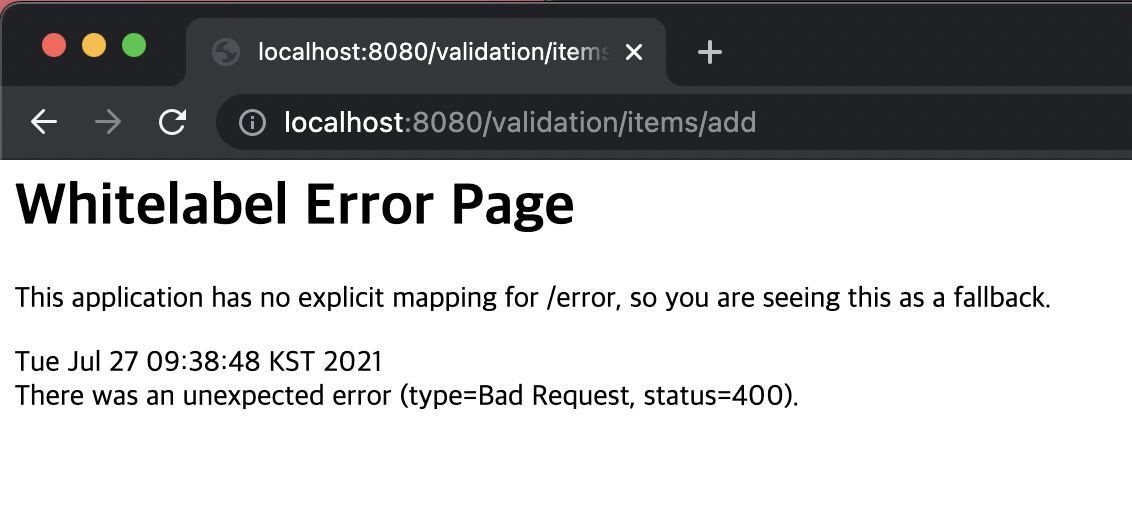 localhost:8080/validation/items
localhost:8080/validation/items/add
Whitelabel Error Page
This application has no explicit mapping for /error, so you are seeing this as a fallback.
Tue Jul 27 09:38:48 KST 2021
There was an unexpected error (type=Bad Request, status=400).